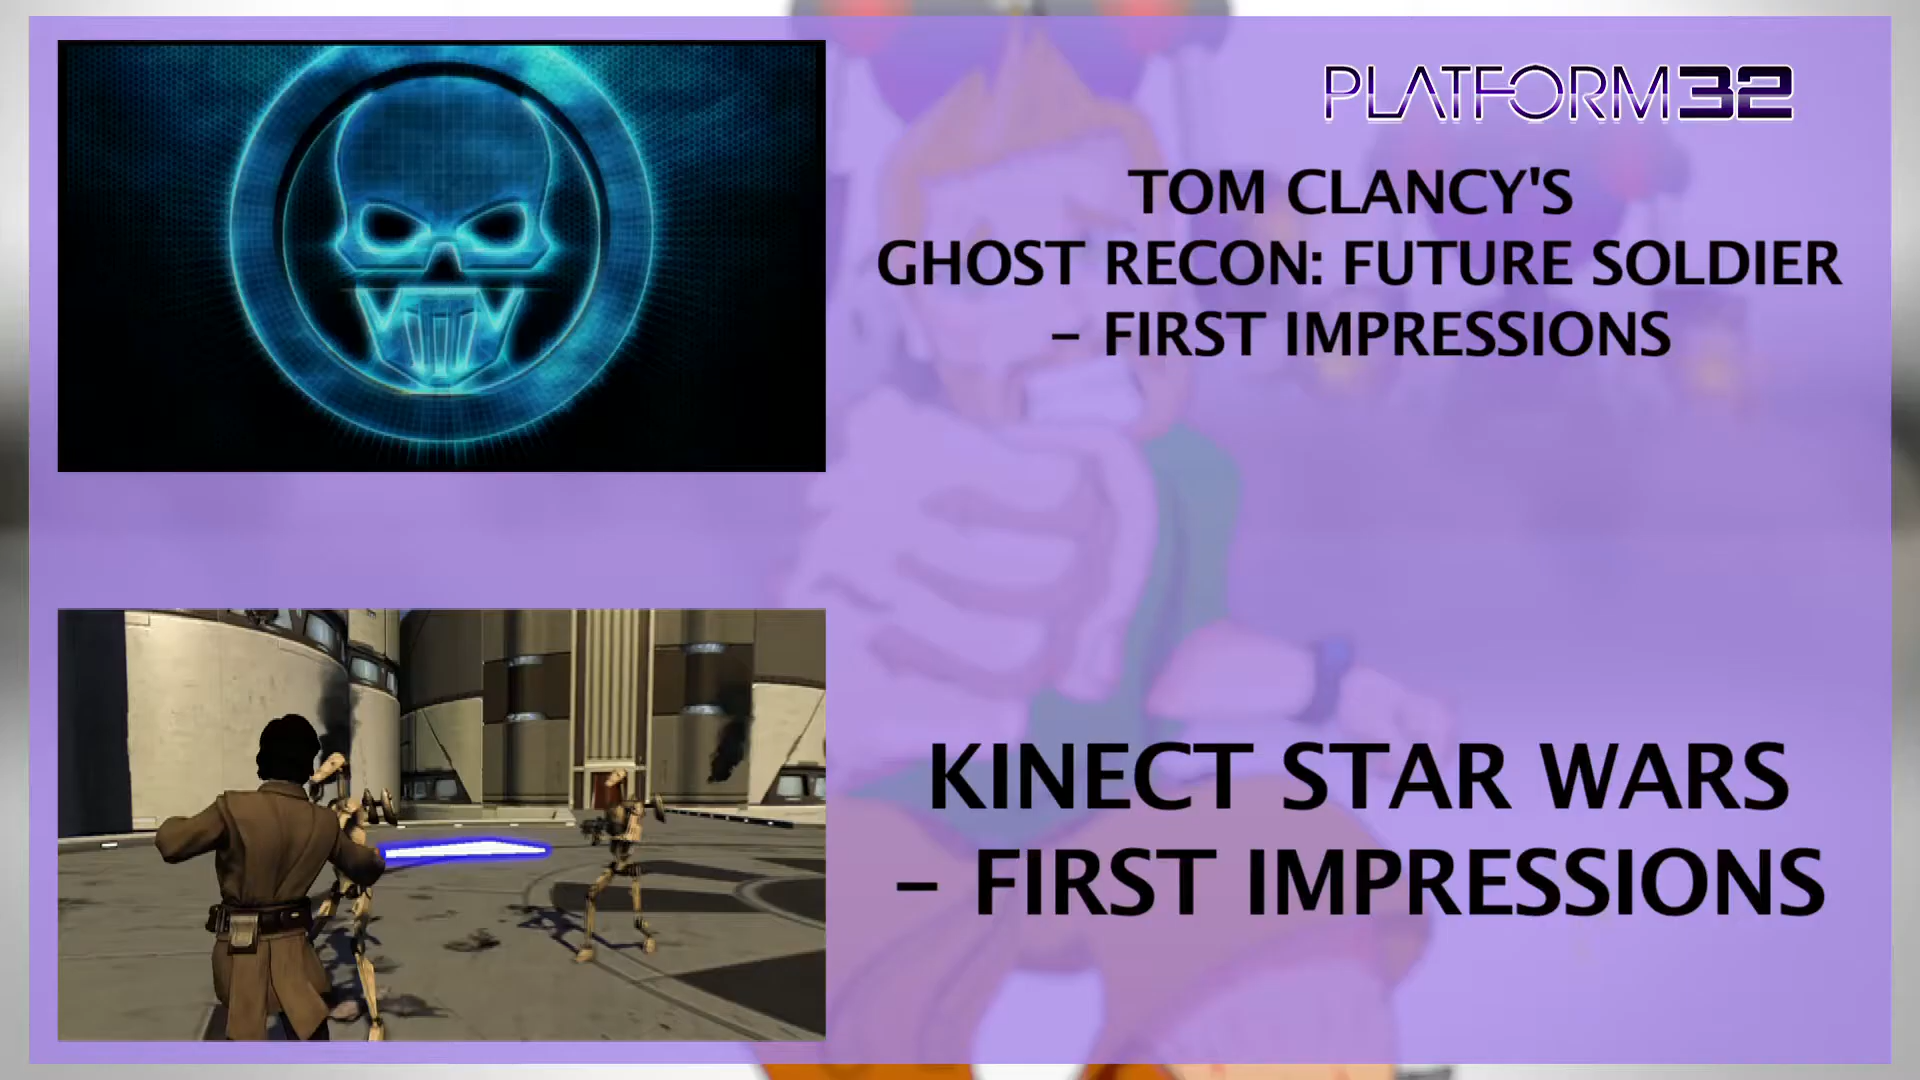 PLATFORM32
TOM CLANCY'S
GHOST RECON: FUTURE SOLDIER
– FIRST IMPRESSIONS
KINECT STAR WARS
– FIRST IMPRESSIONS